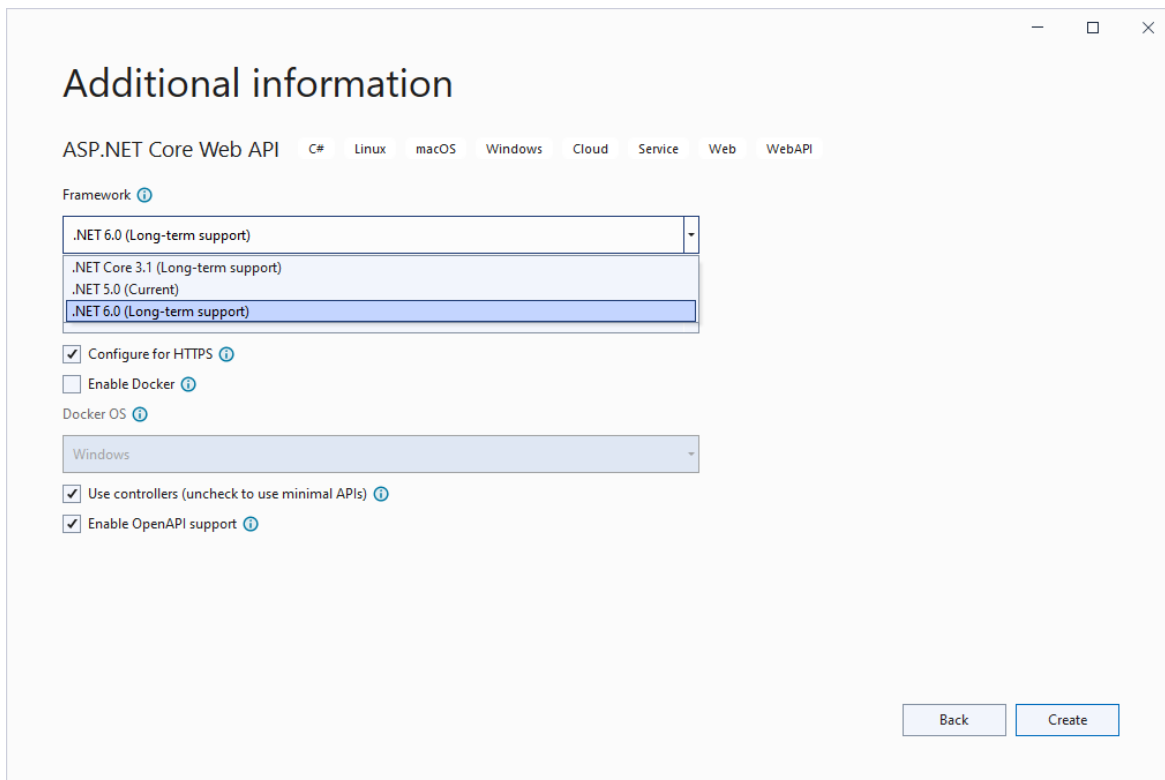 Additional information
ASP.NET Core Web API C# Linux macOS Windows Cloud Service Web WebAPI
Framework
.NET 6.0 (Long-term support)
.NET Core 3.1 (Long-term support)
.NET 5.0 (Current)
.NET 6.0 (Long-term support)
Configure for HTTPS
Enable Docker
Docker OS
Windows
Use controllers (uncheck to use minimal APIs)
Enable OpenAPI support
Back Create